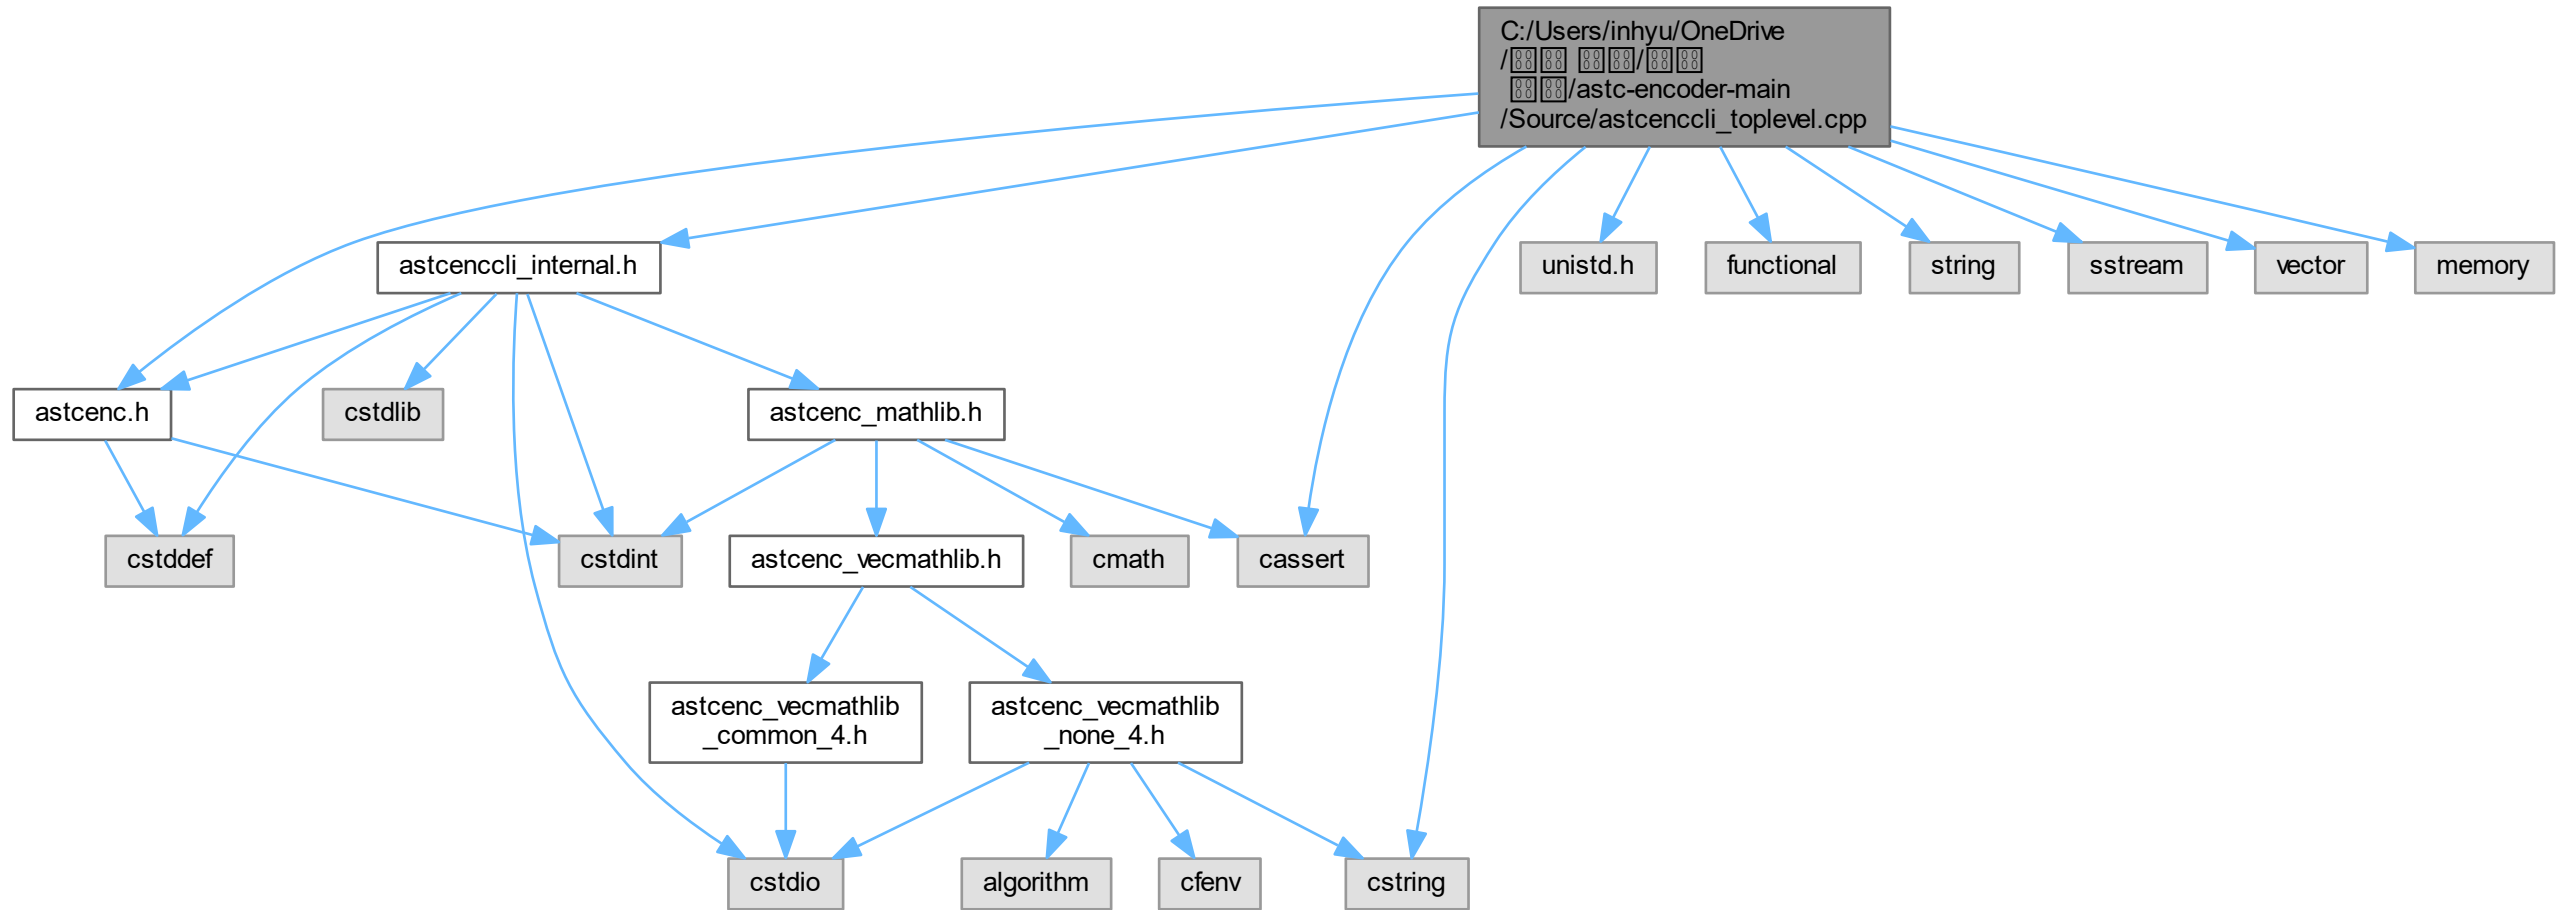 C:/Users/inhyu/OneDrive
/astc-encoder-main
/Source/astcenccli_toplevel.cpp
astcenccli_internal.h
unistd.h
functional
string
sstream
vector
memory
astcenc.h
cstdlib
astcenc_mathlib.h
cstddef
cstdint
astcenc_vecmathlib.h
cmath
cassert
astcenc_vecmathlib
_common_4.h
astcenc_vecmathlib
_none_4.h
cstdio
algorithm
cfenv
cstring